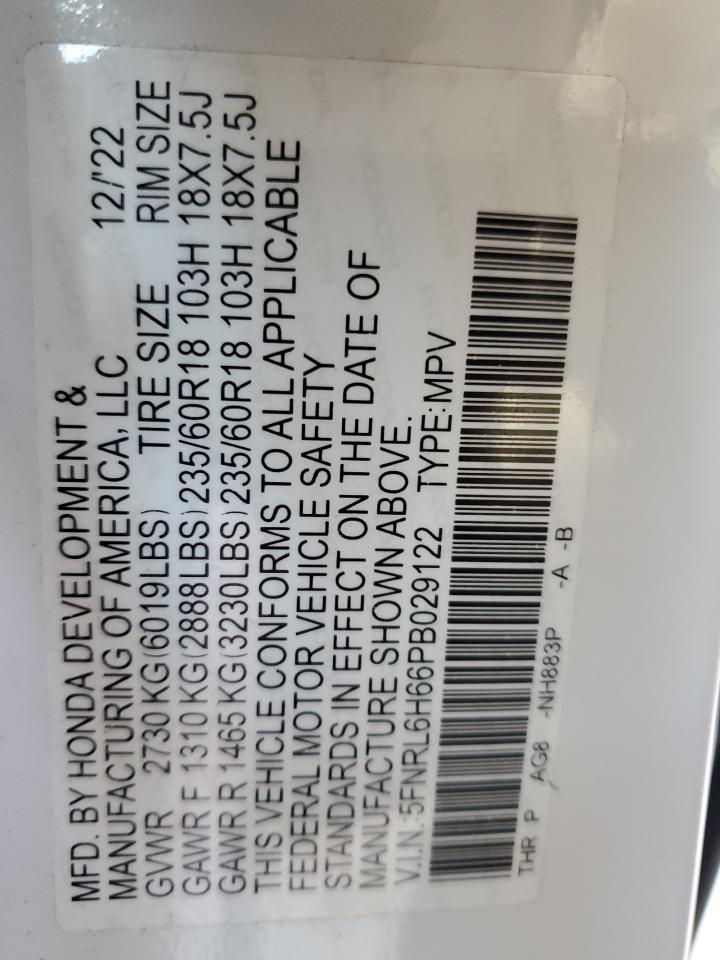 MFD. BY HONDA DEVELOPMENT &
MANUFACTURING OF AMERICA, LLC 12/'22
GVWR 2730 KG(6019LBS) TIRE SIZE RIM SIZE
GAWR F 1310 KG(2888LBS)235/60R18 103H 18X7.5J
GAWR R 1465 KG(3230LBS)235/60R18 103H 18X7.5J
THIS VEHICLE CONFORMS TO ALL APPLICABLE
FEDERAL MOTOR VEHICLE SAFETY
STANDARDS IN EFFECT ON THE DATE OF
MANUFACTURE SHOWN ABOVE.
V.I.N.:5FNRL6H66PB029122 TYPE:MPV
THR P AG8 -NH883P -A -B